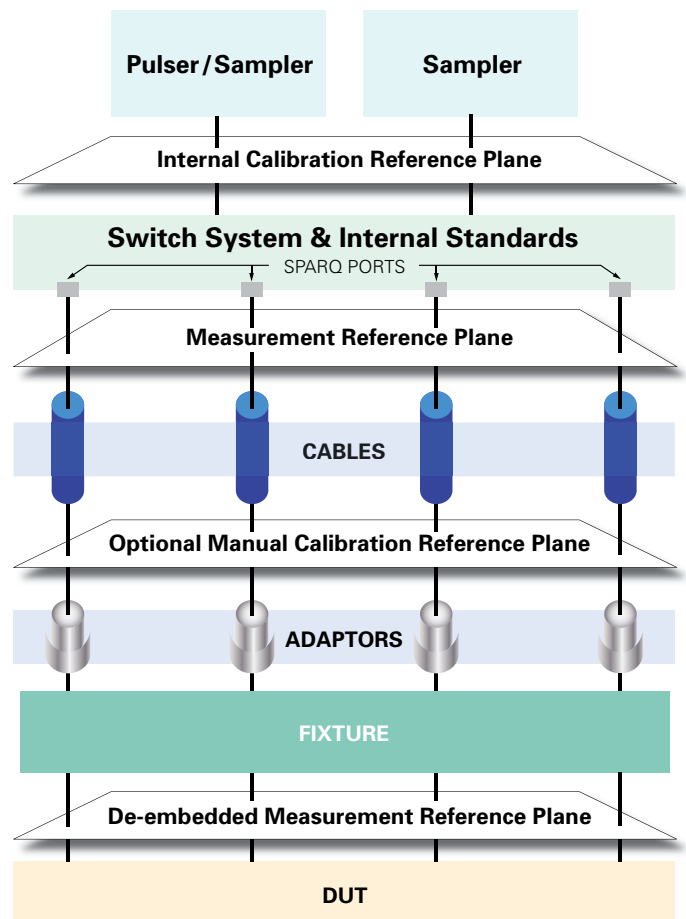 Pulser / Sampler
Sampler
Internal Calibration Reference Plane
Switch System & Internal Standards
SPARQ PORTS
Measurement Reference Plane
CABLES
Optional Manual Calibration Reference Plane
ADAPTORS
FIXTURE
De-embedded Measurement Reference Plane
DUT